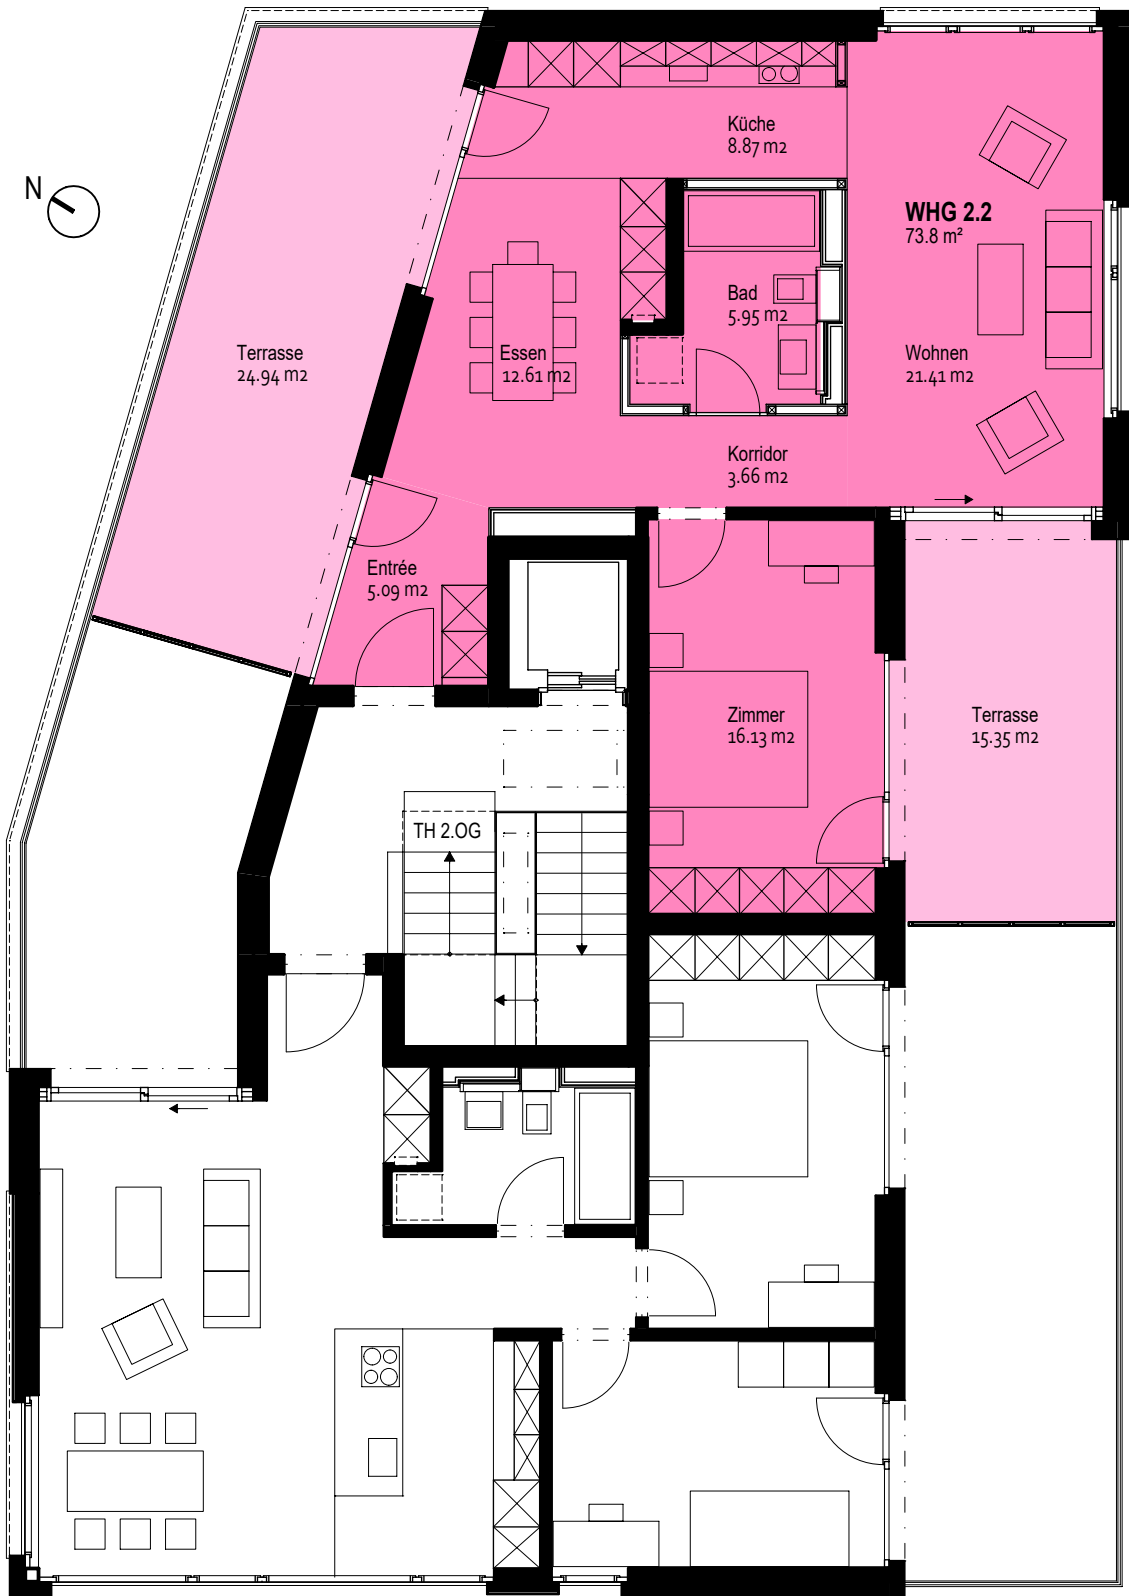 Küche
8.87 m2
N
WHG 2.2
73.8 m²
Bad
5.95 m2
Terrasse
24.94 m2
Essen
12.61 m2
Wohnen
21.41 m2
Korridor
3.66 m2
Entrée
5.09 m2
Zimmer
16.13 m2
Terrasse
15.35 m2
TH 2.OG